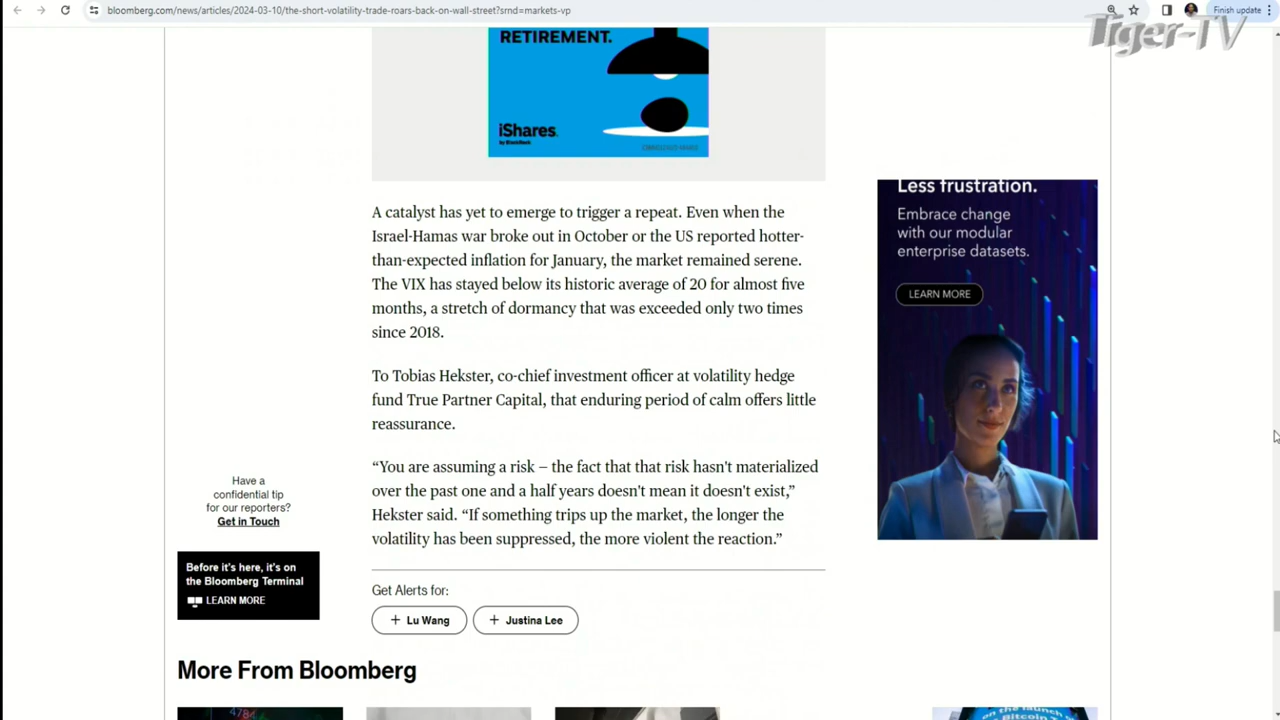 bloomberg.com/news/articles/2024-03-10/the-short-volatility-trade-roars-back-on-wall-street?srnd=markets-vp
Finish update
Tiger-TV
RETIREMENT.
iShares.
by BlackRock
Less frustration.
Embrace change
with our modular
enterprise datasets.
LEARN MORE
A catalyst has yet to emerge to trigger a repeat. Even when the
Israel-Hamas war broke out in October or the US reported hotter-
than-expected inflation for January, the market remained serene.
The VIX has stayed below its historic average of 20 for almost five
months, a stretch of dormancy that was exceeded only two times
since 2018.
To Tobias Hekster, co-chief investment officer at volatility hedge
fund True Partner Capital, that enduring period of calm offers little
reassurance.
“You are assuming a risk – the fact that that risk hasn't materialized
over the past one and a half years doesn't mean it doesn't exist,”
Hekster said. “If something trips up the market, the longer the
volatility has been suppressed, the more violent the reaction.”
Have a
confidential tip
for our reporters?
Get in Touch
Before it's here, it's on
the Bloomberg Terminal
LEARN MORE
Get Alerts for:
+ Lu Wang
+ Justina Lee
More From Bloomberg
4784
on the launch
Bitcoin